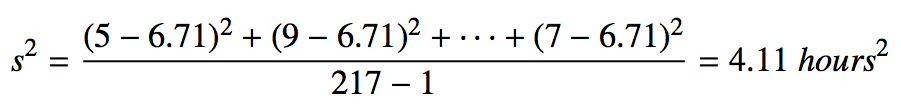 s² = (5 − 6.71)² + (9 − 6.71)² + ⋯ + (7 − 6.71)² / 217 − 1 = 4.11 hours²